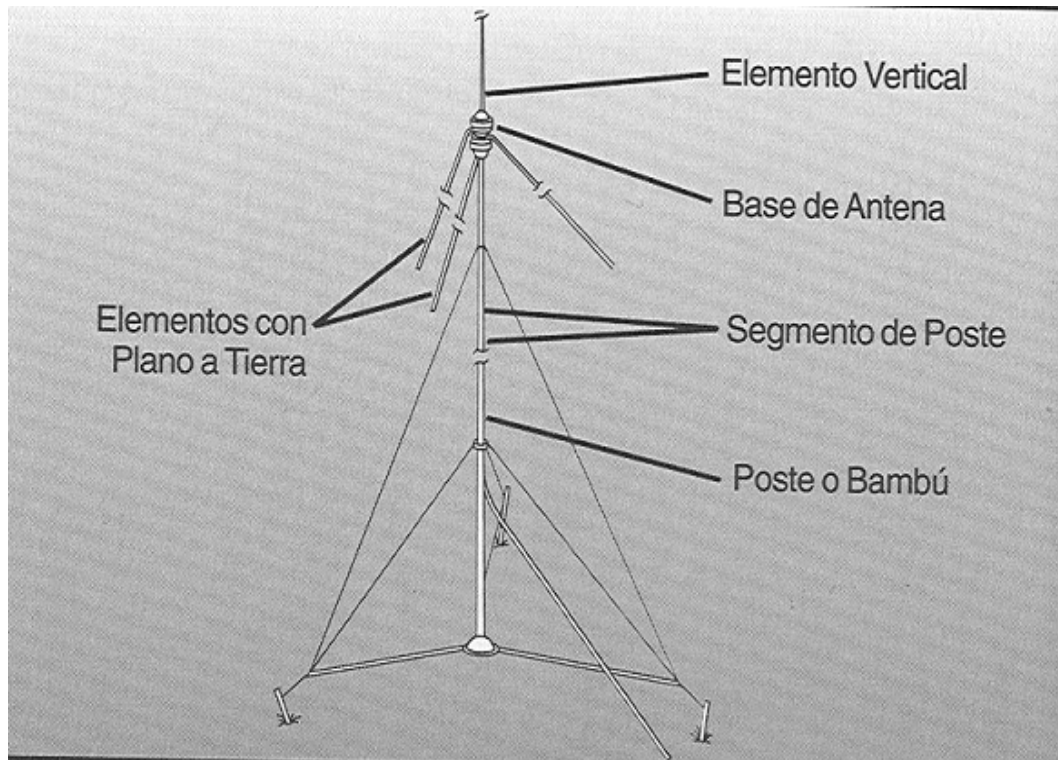 Elemento Vertical
Base de Antena
Elementos con
Plano a Tierra
Segmento de Poste
Poste o Bambú